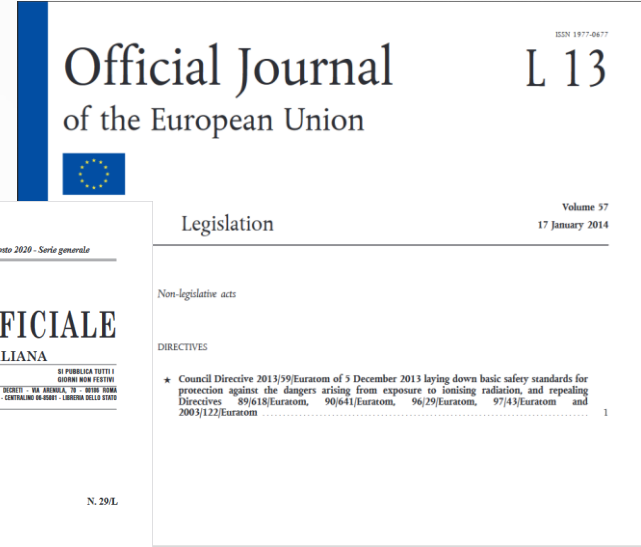 ISSN 1977-0677
Official Journal
L 13
of the European Union
Volume 57
Legislation
17 January 2014
2020 - Serie generale
Non-legislative acts
FICIALE
LIANA
DIRECTIVES
SI PUBBLICA TUTTI I
GIORNI NON FESTIVI
DECRETI - VIA ARENULA, 70 - 00186 ROMA
- CENTRALINO 06-85081 - LIBRERIA DELLO STATO
★ Council Directive 2013/59/Euratom of 5 December 2013 laying down basic safety standards for
protection against the dangers arising from exposure to ionising radiation, and repealing
Directives 89/618/Euratom, 90/641/Euratom, 96/29/Euratom, 97/43/Euratom and
2003/122/Euratom ........ 1
N. 29/L